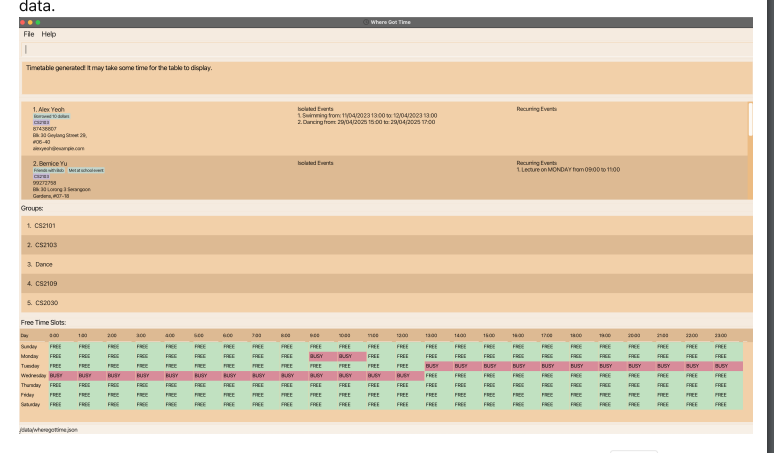 data.
Where Got Time
File Help
Timetable generated! It may take some time for the table to display.
1. Alex Yeoh
Borrowed 10 dollars
CS2103
87438807
Blk 30 Geylang Street 29,
#06-40
alexyeoh@example.com
Isolated Events
1. Swimming from: 11/04/2023 13:00 to: 12/04/2023 13:00
2. Dancing from: 29/04/2025 15:00 to: 29/04/2025 17:00
Recurring Events
2. Bernice Yu
Friends with Bob Met at school event
CS2103
99272758
Blk 30 Lorong 3 Serangoon
Gardens, #07-18
Isolated Events
Recurring Events
1. Lecture on MONDAY from 09:00 to 11:00
Groups:
1. CS2101
2. CS2103
3. Dance
4. CS2109
5. CS2030
Free Time Slots:
Day 0:00 1:00 2:00 3:00 4:00 5:00 6:00 7:00 8:00 9:00 10:00 11:00 12:00 13:00 14:00 15:00 16:00 17:00 18:00 19:00 20:00 21:00 22:00 23:00
Sunday FREE FREE FREE FREE FREE FREE FREE FREE FREE FREE FREE FREE FREE FREE FREE FREE FREE FREE FREE FREE FREE FREE FREE FREE
Monday FREE FREE FREE FREE FREE FREE FREE FREE FREE BUSY BUSY FREE FREE FREE FREE FREE FREE FREE FREE FREE FREE FREE FREE FREE
Tuesday FREE FREE FREE FREE FREE FREE FREE FREE FREE FREE FREE FREE FREE BUSY BUSY BUSY BUSY BUSY BUSY BUSY BUSY BUSY BUSY BUSY
Wednesday BUSY BUSY BUSY BUSY BUSY BUSY BUSY BUSY BUSY BUSY BUSY BUSY BUSY FREE FREE FREE FREE FREE FREE FREE FREE FREE FREE FREE
Thursday FREE FREE FREE FREE FREE FREE FREE FREE FREE FREE FREE FREE FREE FREE FREE FREE FREE FREE FREE FREE FREE FREE FREE FREE
Friday FREE FREE FREE FREE FREE FREE FREE FREE FREE FREE FREE FREE FREE FREE FREE FREE FREE FREE FREE FREE FREE FREE FREE FREE
Saturday FREE FREE FREE FREE FREE FREE FREE FREE FREE FREE FREE FREE FREE FREE FREE FREE FREE FREE FREE FREE FREE FREE FREE FREE
/data/wheregottime.json